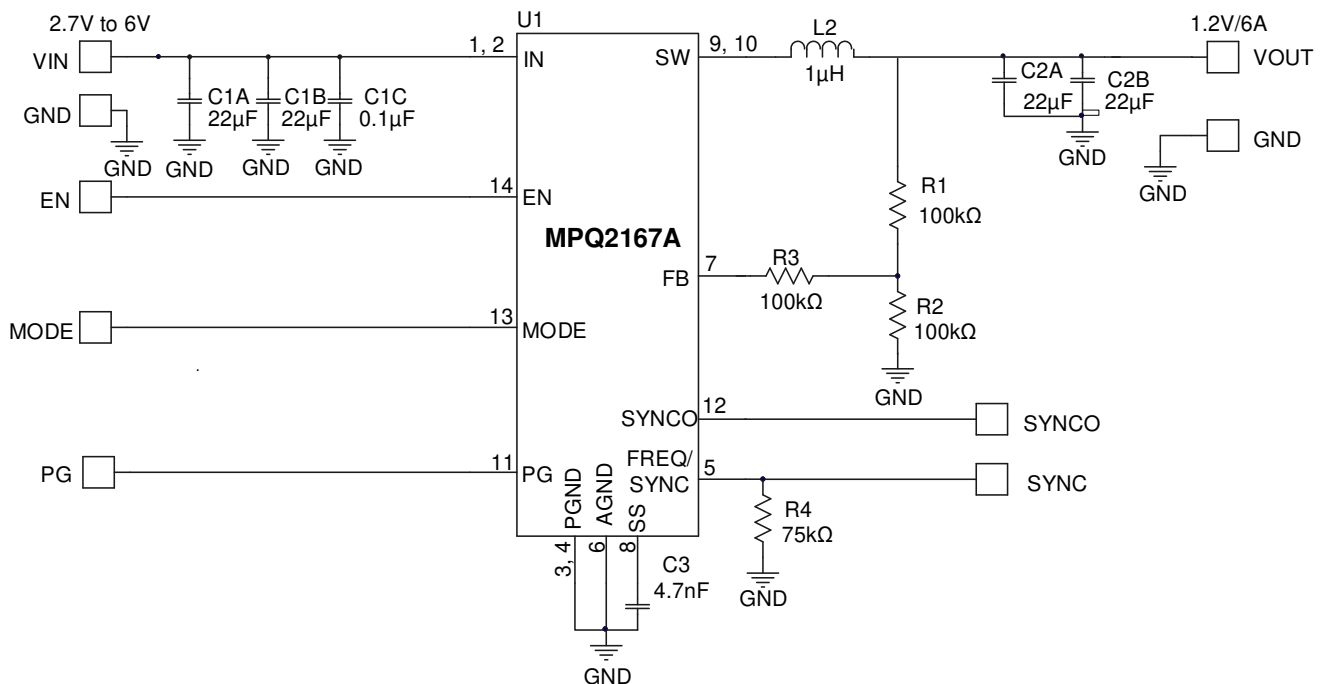 2.7V to 6V
U1
1.2V/6A
VIN
1, 2
IN
SW
9, 10
L2
1µH
VOUT
C1A
22µF
C1B
22µF
C1C
0.1µF
C2A
22µF
C2B
22µF
GND
GND
GND
GND
GND
GND
GND
GND
EN
14
EN
R1
100kΩ
MPQ2167A
FB
7
R3
100kΩ
R2
100kΩ
GND
MODE
13
MODE
SYNCO
12
SYNCO
PG
11
PG
FREQ/
SYNC
5
SYNC
R4
75kΩ
GND
PGND
AGND
SS
3, 4
6
8
C3
4.7nF
GND